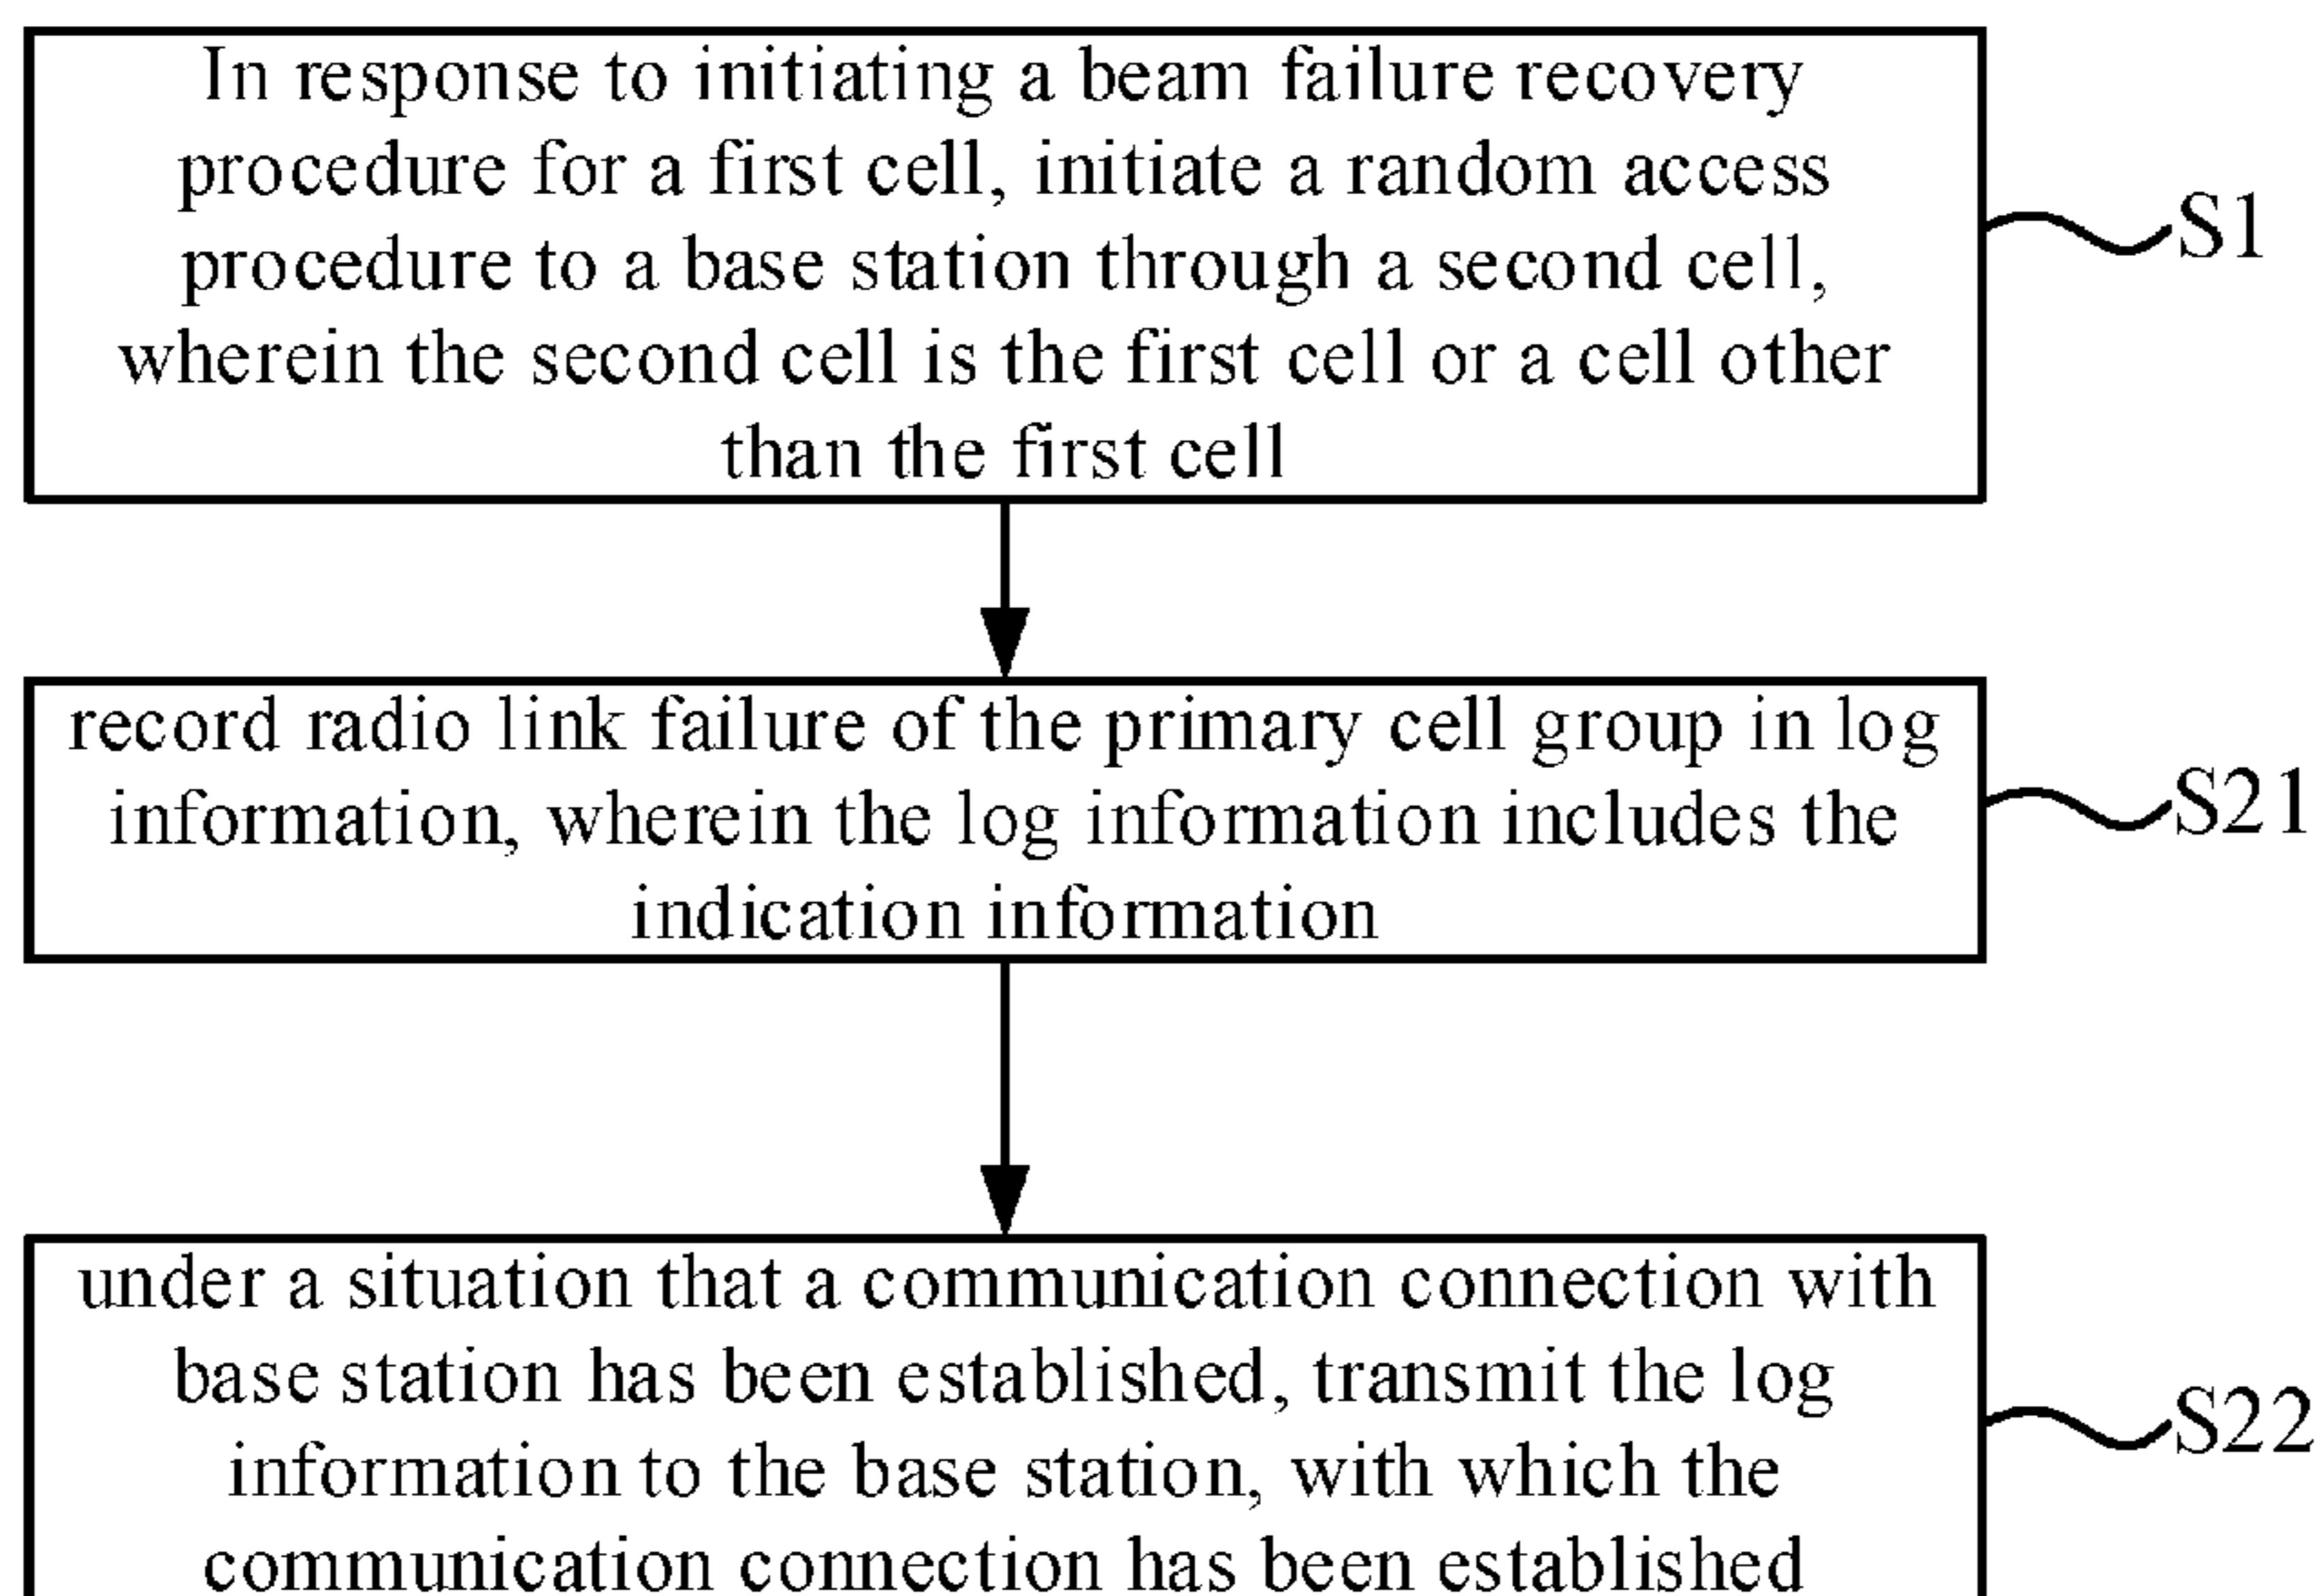 In response to initiating a beam failure recovery
procedure for a first cell, initiate a random access
procedure to a base station through a second cell,
wherein the second cell is the first cell or a cell other
than the first cell
S1
record radio link failure of the primary cell group in log
information, wherein the log information includes the
indication information
S21
under a situation that a communication connection with
base station has been established, transmit the log
information to the base station, with which the
communication connection has been established
S22